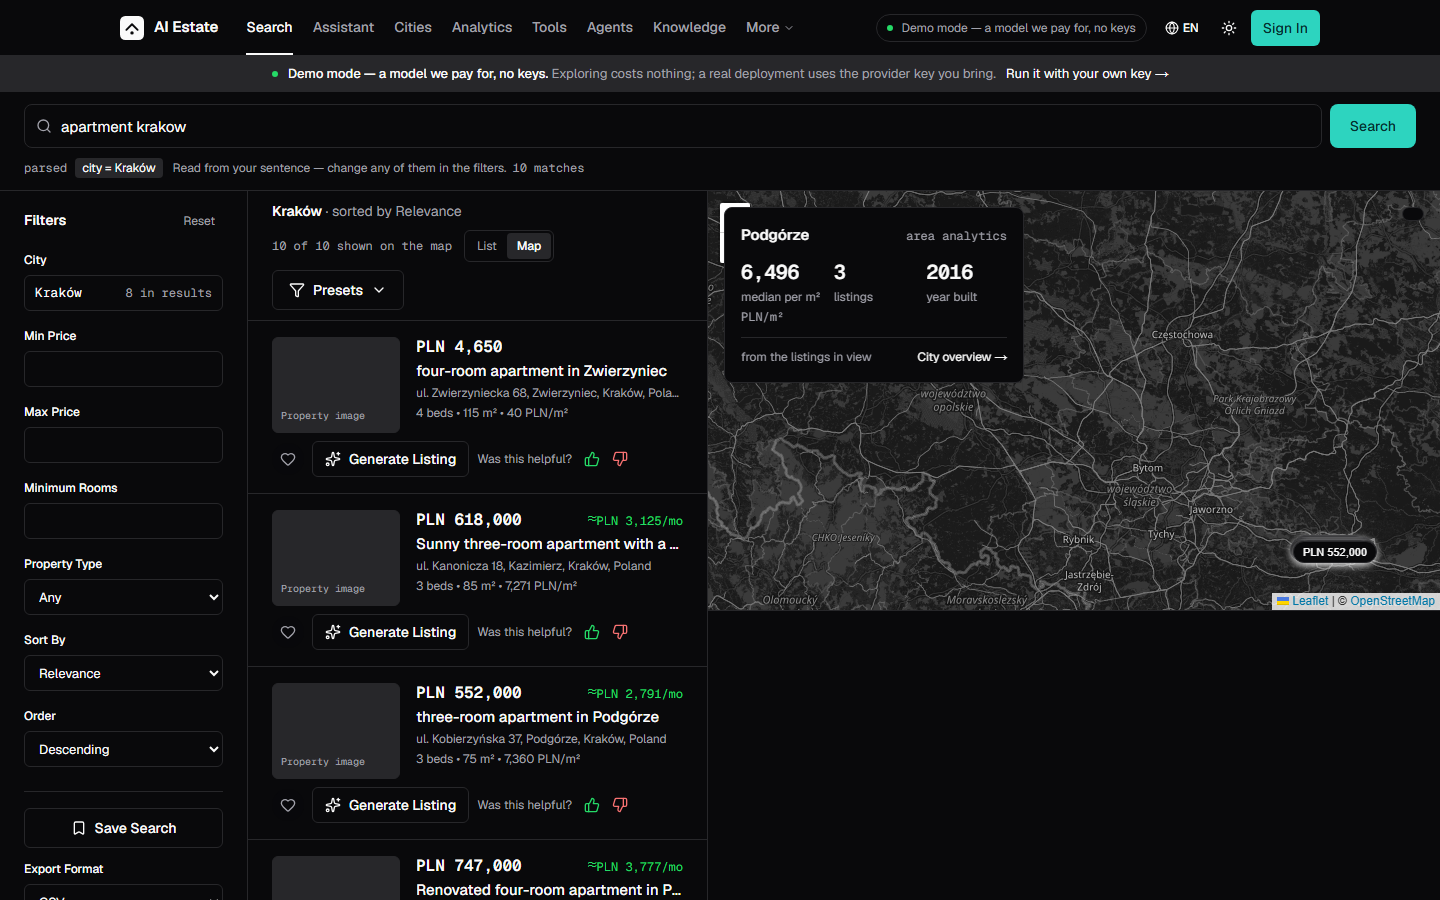 AI Estate
Search
Assistant
Cities
Analytics
Tools
Agents
Knowledge
More
Demo mode — a model we pay for, no keys
EN
Sign In
Demo mode — a model we pay for, no keys. Exploring costs nothing; a real deployment uses the provider key you bring. Run it with your own key →
apartment krakow
Search
parsed city = Kraków Read from your sentence — change any of them in the filters. 10 matches
Filters
Reset
City
Kraków 8 in results
Min Price
Max Price
Minimum Rooms
Property Type
Any
Sort By
Relevance
Order
Descending
Save Search
Export Format
Kraków · sorted by Relevance
10 of 10 shown on the map
List
Map
Presets
Property image
PLN 4,650
four-room apartment in Zwierzyniec
ul. Zwierzyniecka 68, Zwierzyniec, Kraków, Pola...
4 beds • 115 m² • 40 PLN/m²
Generate Listing
Was this helpful?
Property image
PLN 618,000
≈PLN 3,125/mo
Sunny three-room apartment with a ...
ul. Kanonicza 18, Kazimierz, Kraków, Poland
3 beds • 85 m² • 7,271 PLN/m²
Generate Listing
Was this helpful?
Property image
PLN 552,000
≈PLN 2,791/mo
three-room apartment in Podgórze
ul. Kobierzyńska 37, Podgórze, Kraków, Poland
3 beds • 75 m² • 7,360 PLN/m²
Generate Listing
Was this helpful?
PLN 747,000
≈PLN 3,777/mo
Renovated four-room apartment in P...
Podgórze
area analytics
6,496
median per m²
PLN/m²
3
listings
2016
year built
from the listings in view
City overview →
Częstochowa
województwo
opolskie
Park Krajobrazowy
Orlich Gniazd
Bytom
województwo
śląskie
Jaworzno
CHKO Jeseníky
Rybnik
Tychy
PLN 552,000
Jastrzębie-
Zdrój
Olomoucký
Moravskoslezský
Leaflet | © OpenStreetMap